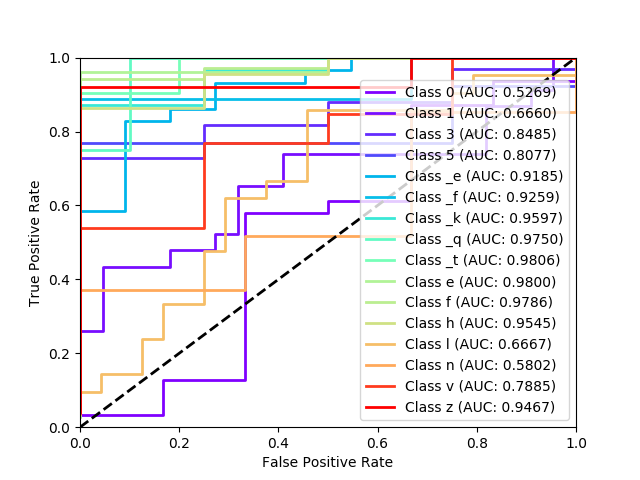 1.0
0.8
0.6
0.4
0.2
0.0
True Positive Rate
Class 0 (AUC: 0.5269)
Class 1 (AUC: 0.6660)
Class 3 (AUC: 0.8485)
Class 5 (AUC: 0.8077)
Class _e (AUC: 0.9185)
Class _f (AUC: 0.9259)
Class _k (AUC: 0.9597)
Class _q (AUC: 0.9750)
Class _t (AUC: 0.9806)
Class e (AUC: 0.9800)
Class f (AUC: 0.9786)
Class h (AUC: 0.9545)
Class l (AUC: 0.6667)
Class n (AUC: 0.5802)
Class v (AUC: 0.7885)
Class z (AUC: 0.9467)
0.0 0.2 0.4 0.6 0.8 1.0
False Positive Rate